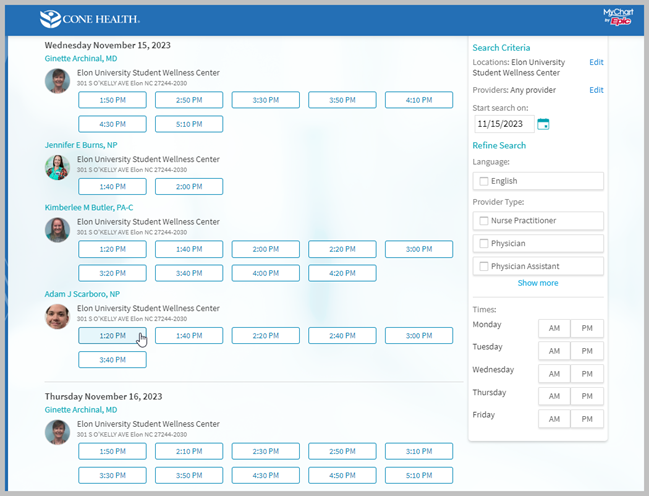 CONE HEALTH®
MyChart
by Epic
Wednesday November 15, 2023
Ginette Archinal, MD
Elon University Student Wellness Center
301 S O'KELLY AVE Elon NC 27244-2030
1:50 PM 2:50 PM 3:30 PM 3:50 PM 4:10 PM
4:30 PM 5:10 PM
Jennifer E Burns, NP
Elon University Student Wellness Center
301 S O'KELLY AVE Elon NC 27244-2030
1:40 PM 2:00 PM
Kimberlee M Butler, PA-C
Elon University Student Wellness Center
301 S O'KELLY AVE Elon NC 27244-2030
1:20 PM 1:40 PM 2:00 PM 2:20 PM 3:00 PM
3:20 PM 3:40 PM 4:00 PM 4:20 PM
Adam J Scarboro, NP
Elon University Student Wellness Center
301 S O'KELLY AVE Elon NC 27244-2030
1:20 PM 1:40 PM 2:20 PM 2:40 PM 3:00 PM
3:40 PM
Thursday November 16, 2023
Ginette Archinal, MD
Elon University Student Wellness Center
301 S O'KELLY AVE Elon NC 27244-2030
1:50 PM 2:10 PM 2:30 PM 2:50 PM 3:10 PM
3:30 PM 3:50 PM 4:30 PM 4:50 PM 5:10 PM
Search Criteria
Locations: Elon University Edit
Student Wellness Center
Providers: Any provider Edit
Start search on:
11/15/2023
Refine Search
Language:
English
Provider Type:
Nurse Practitioner
Physician
Physician Assistant
Show more
Times:
Monday AM PM
Tuesday AM PM
Wednesday AM PM
Thursday AM PM
Friday AM PM